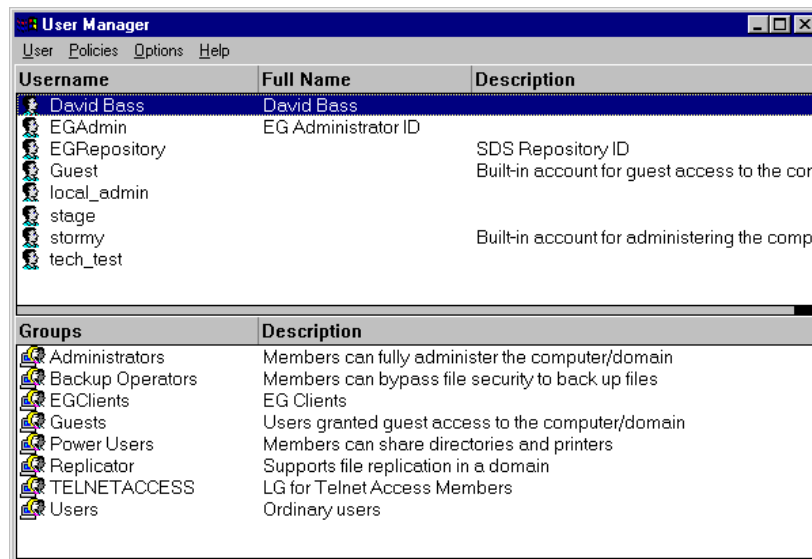 User Manager
User Policies Options Help
Username Full Name Description
David Bass David Bass
EGAdmin EG Administrator ID
EGRepository SDS Repository ID
Guest Built-in account for guest access to the cor
local_admin
stage
stormy Built-in account for administering the comp
tech_test
Groups Description
Administrators Members can fully administer the computer/domain
Backup Operators Members can bypass file security to back up files
EGClients EG Clients
Guests Users granted guest access to the computer/domain
Power Users Members can share directories and printers
Replicator Supports file replication in a domain
TELNETACCESS LG for Telnet Access Members
Users Ordinary users